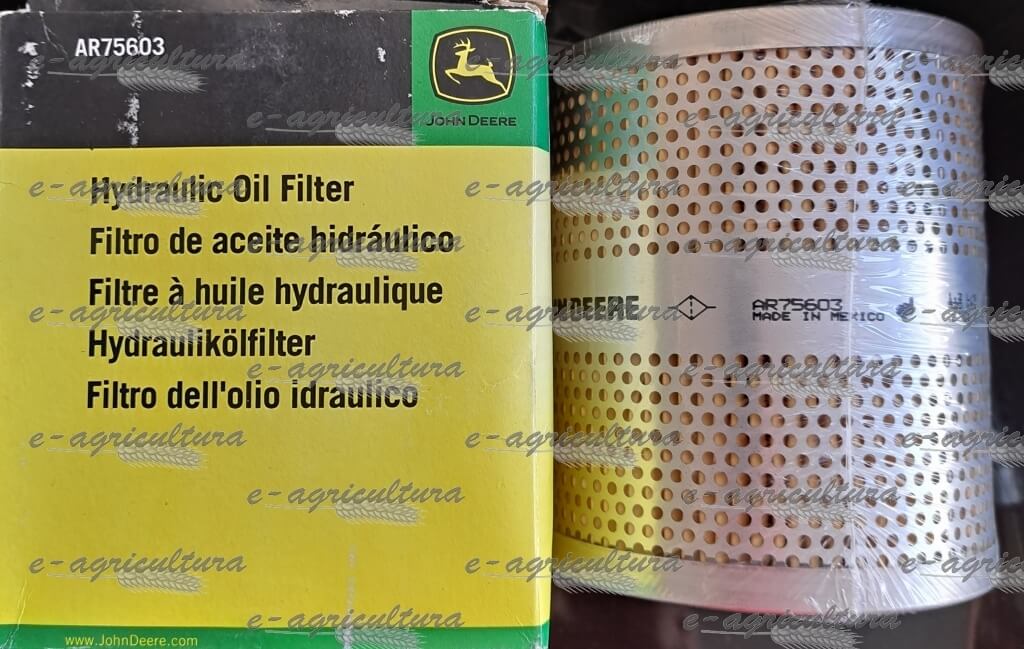 AR75603
JOHN DEERE
Hydraulic Oil Filter
Filtro de aceite hidráulico
Filtre à huile hydraulique
Hydraulikölfilter
Filtro dell'olio idraulico
www.JohnDeere.com
DEERE
AR75603
MADE IN MEXICO
e-agricultura